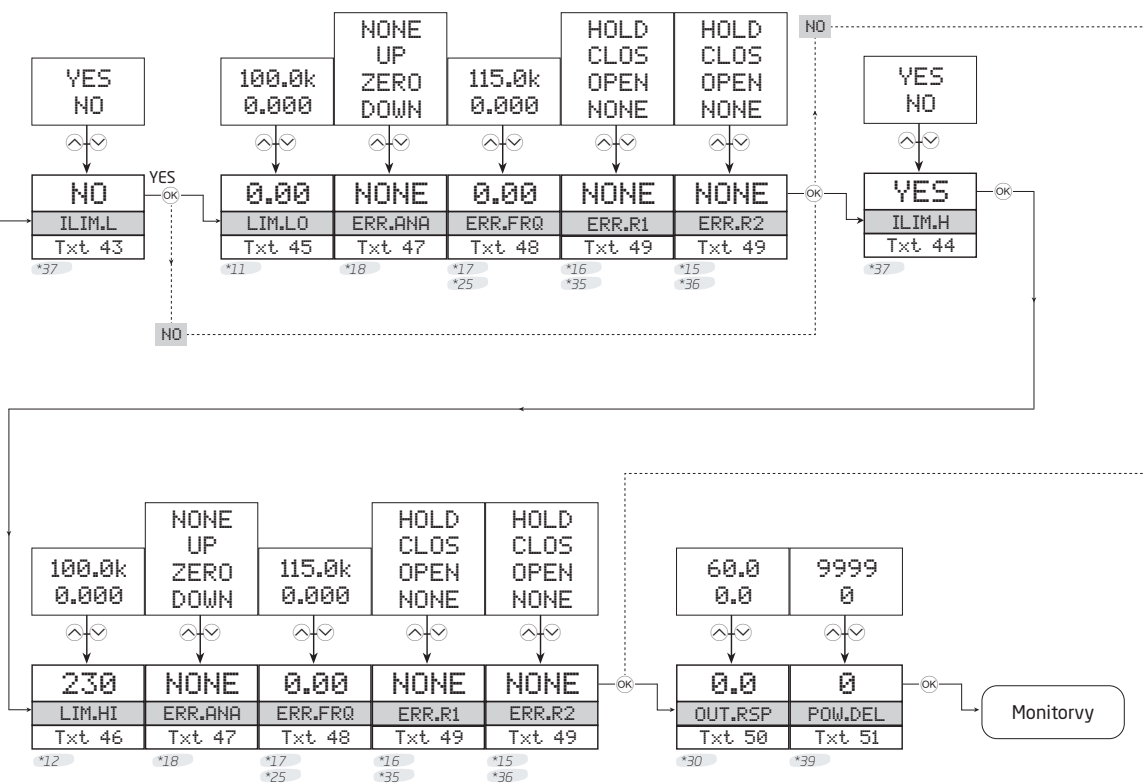 NO
YES
NO
100.0k
0.000
NONE
UP
ZERO
DOWN
115.0k
0.000
HOLD
CLOS
OPEN
NONE
HOLD
CLOS
OPEN
NONE
YES
NO
NO
ILIM.L
Txt 43
*37
YES
OK
0.00
LIM.LO
Txt 45
*11
NONE
ERR.ANA
Txt 47
*18
0.00
ERR.FRQ
Txt 48
*17
*25
NONE
ERR.R1
Txt 49
*16
*35
NONE
ERR.R2
Txt 49
*15
*36
OK
YES
ILIM.H
Txt 44
*37
OK
NO
100.0k
0.000
NONE
UP
ZERO
DOWN
115.0k
0.000
HOLD
CLOS
OPEN
NONE
HOLD
CLOS
OPEN
NONE
60.0
0.0
9999
0
230
LIM.HI
Txt 46
*12
NONE
ERR.ANA
Txt 47
*18
0.00
ERR.FRQ
Txt 48
*17
*25
NONE
ERR.R1
Txt 49
*16
*35
NONE
ERR.R2
Txt 49
*15
*36
OK
0.0
OUT.RSP
Txt 50
*30
0
POW.DEL
Txt 51
*39
OK
Monitorvy